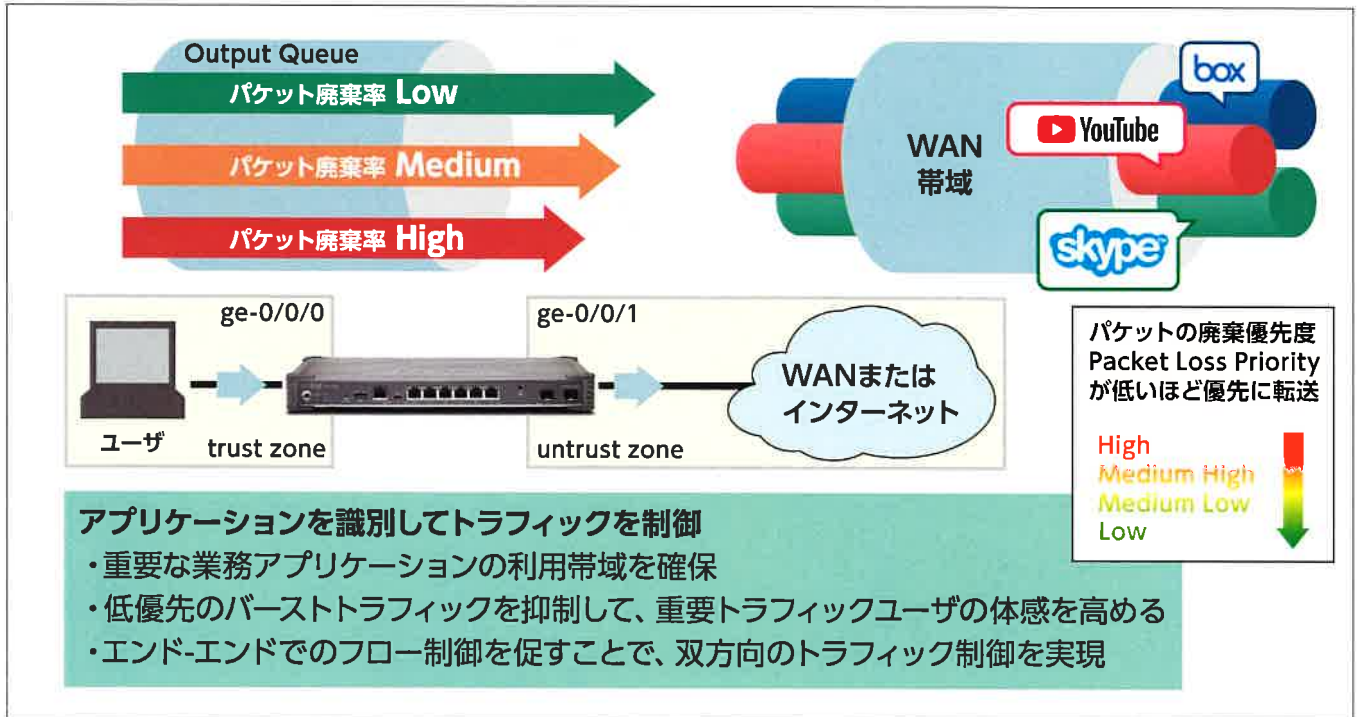 Output Queue
パケット廃棄率 Low
パケット廃棄率 Medium
パケット廃棄率 High
WAN
帯域
box
YouTube
skype
ge-0/0/0
ge-0/0/1
ユーザ
trust zone
untrust zone
WANまたは
インターネット
パケットの廃棄優先度
Packet Loss Priority
が低いほど優先に転送
High
Medium High
Medium Low
Low
アプリケーションを識別してトラフィックを制御
・重要な業務アプリケーションの利用帯域を確保
・低優先のバーストトラフィックを抑制して、重要トラフィックユーザの体感を高める
・エンド-エンドでのフロー制御を促すことで、双方向のトラフィック制御を実現